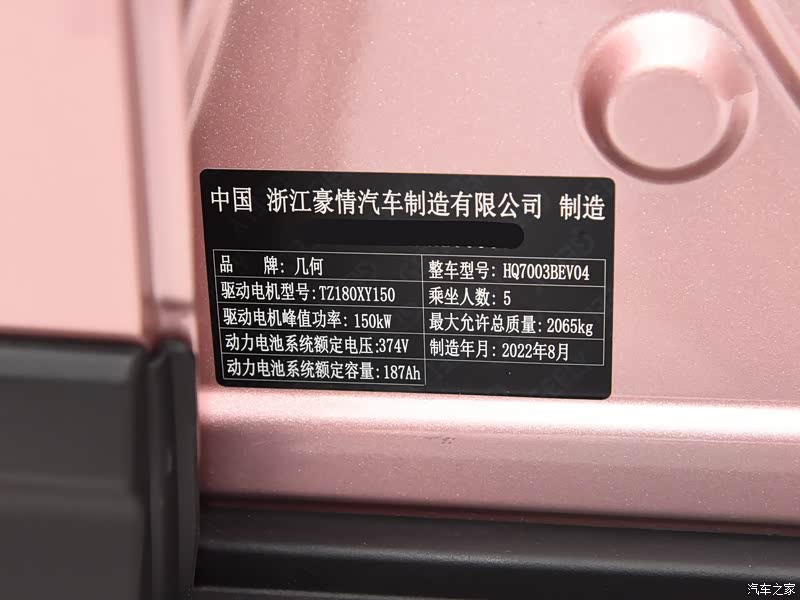 中国 浙江豪情汽车制造有限公司 制造
品 牌: 几何
整车型号: HQ7003BEV04
驱动电机型号:TZ180XY150
乘坐人数: 5
驱动电机峰值功率: 150kW
最大允许总质量: 2065kg
动力电池系统额定电压:374V
制造年月: 2022年8月
动力电池系统额定容量: 187Ah
汽车之家